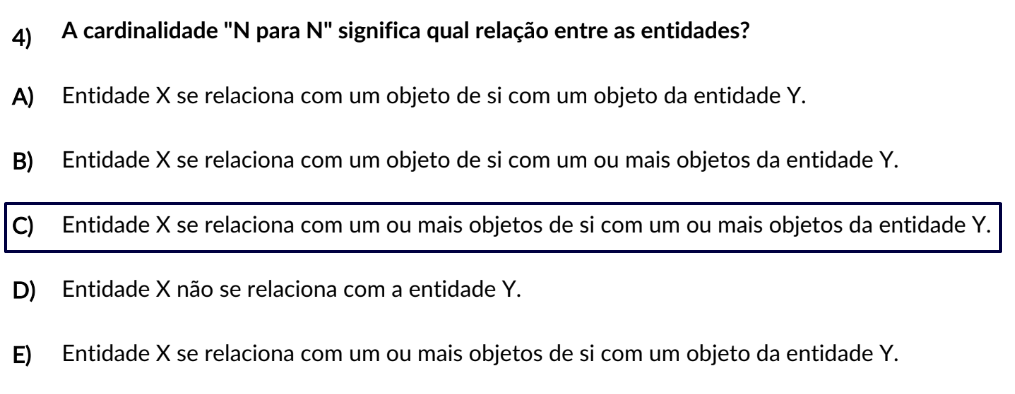 4) A cardinalidade "N para N" significa qual relação entre as entidades?
A) Entidade X se relaciona com um objeto de si com um objeto da entidade Y.
B) Entidade X se relaciona com um objeto de si com um ou mais objetos da entidade Y.
C) Entidade X se relaciona com um ou mais objetos de si com um ou mais objetos da entidade Y.
D) Entidade X não se relaciona com a entidade Y.
E) Entidade X se relaciona com um ou mais objetos de si com um objeto da entidade Y.